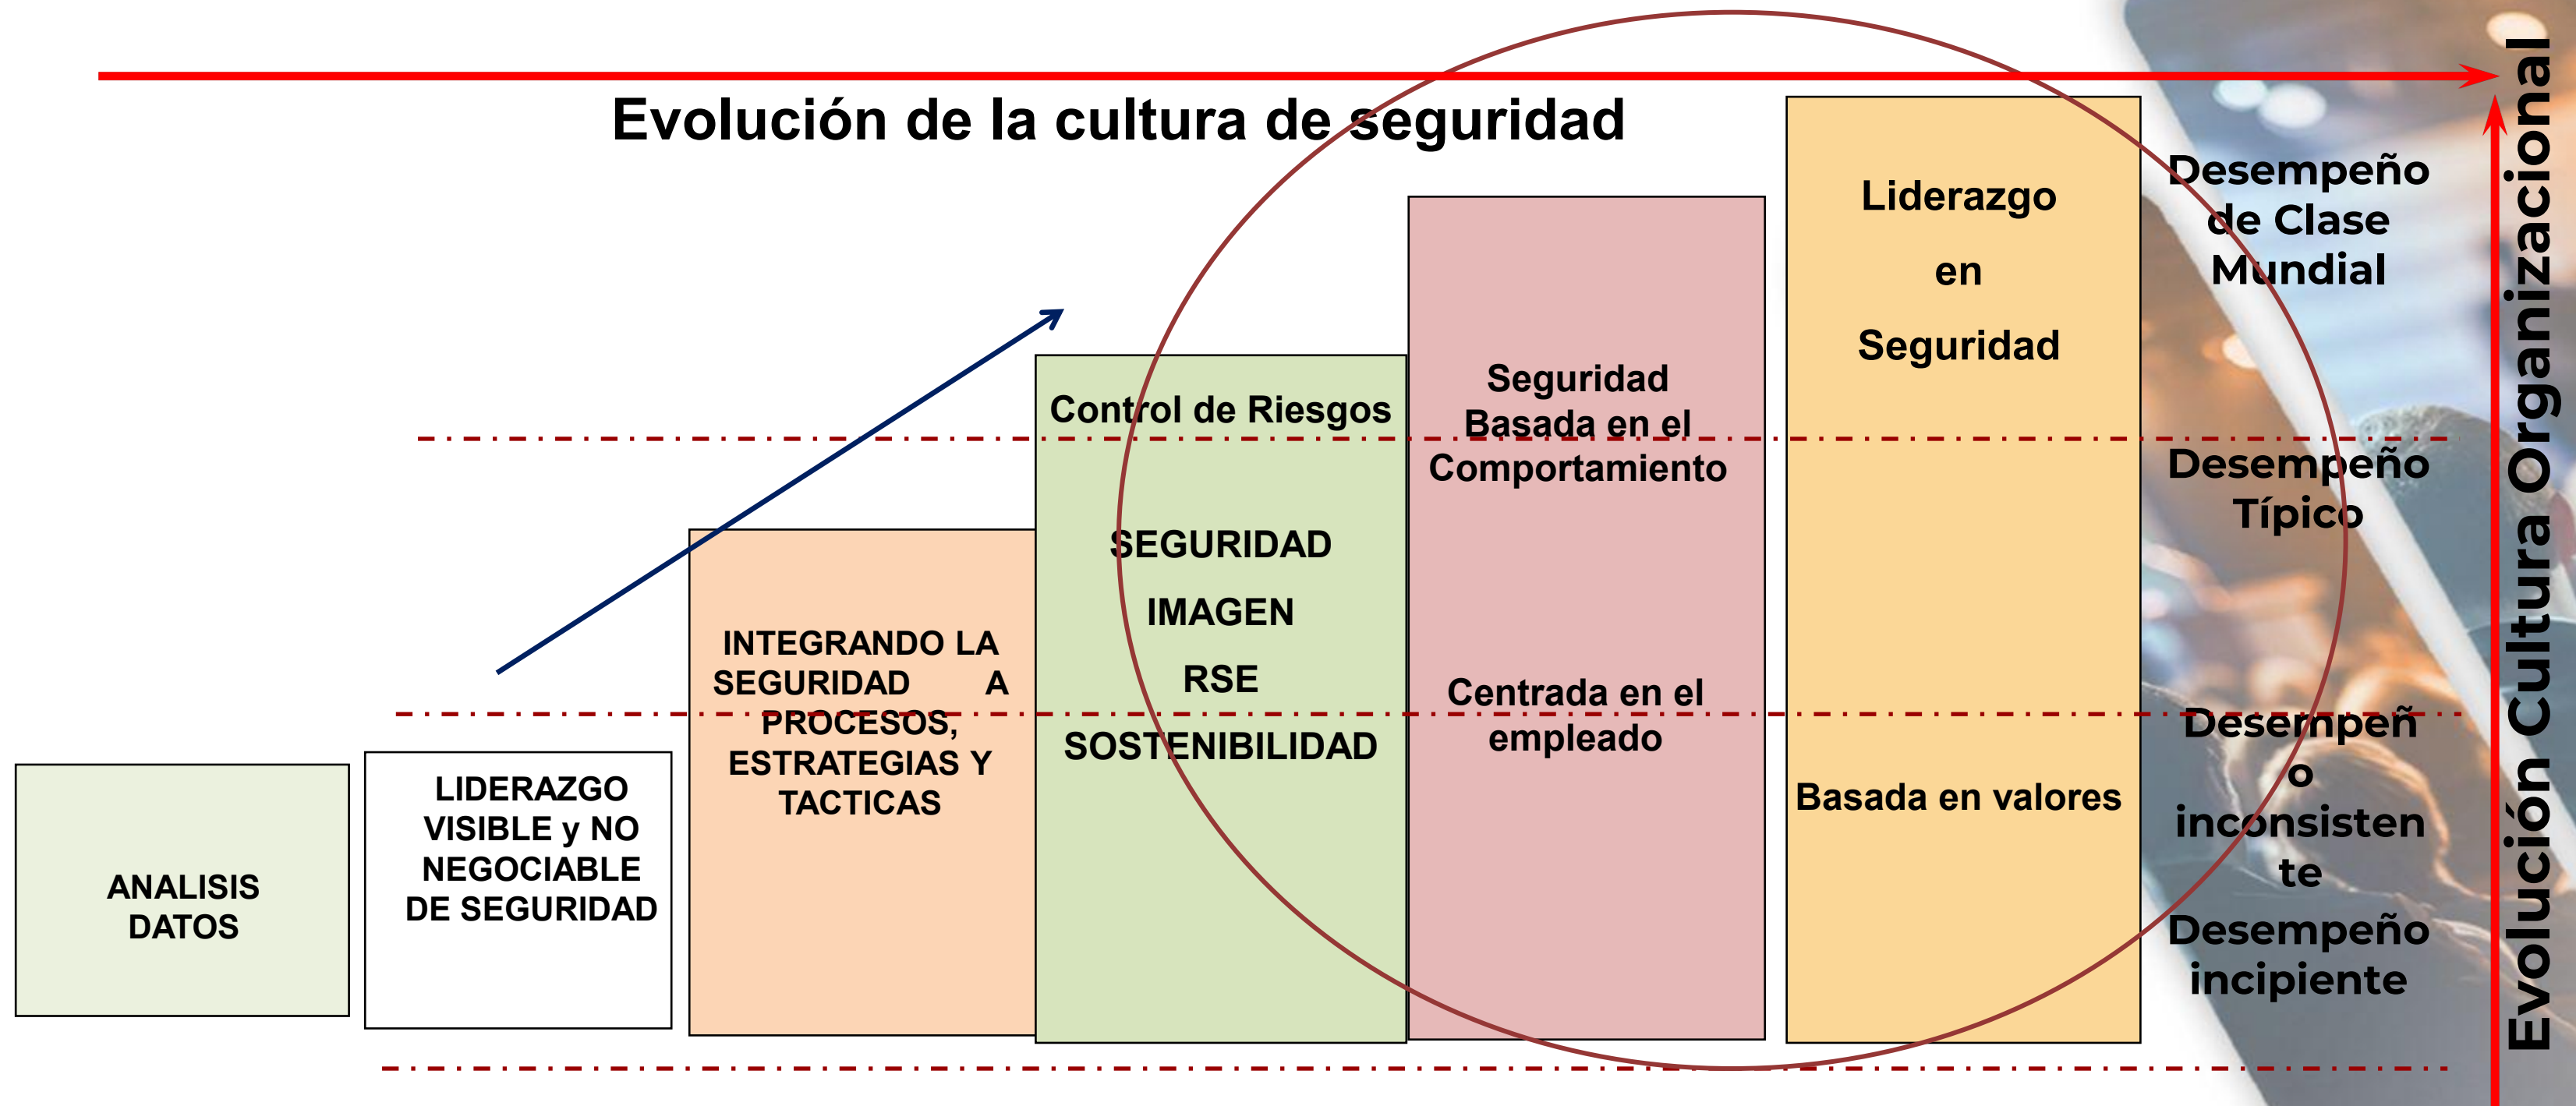 Evolución de la cultura de seguridad
ANALISIS
DATOS
LIDERAZGO
VISIBLE y NO
NEGOCIABLE
DE SEGURIDAD
INTEGRANDO LA
SEGURIDAD A
PROCESOS,
ESTRATEGIAS Y
TACTICAS
Control de Riesgos
SEGURIDAD
IMAGEN
RSE
SOSTENIBILIDAD
Seguridad
Basada en el
Comportamiento
Centrada en el
empleado
Liderazgo
en
Seguridad
Basada en valores
Desempeño
de Clase
Mundial
Desempeño
Típico
Desempeñ
o
inconsisten
te
Desempeño
incipiente
Evolución Cultura Organizacional